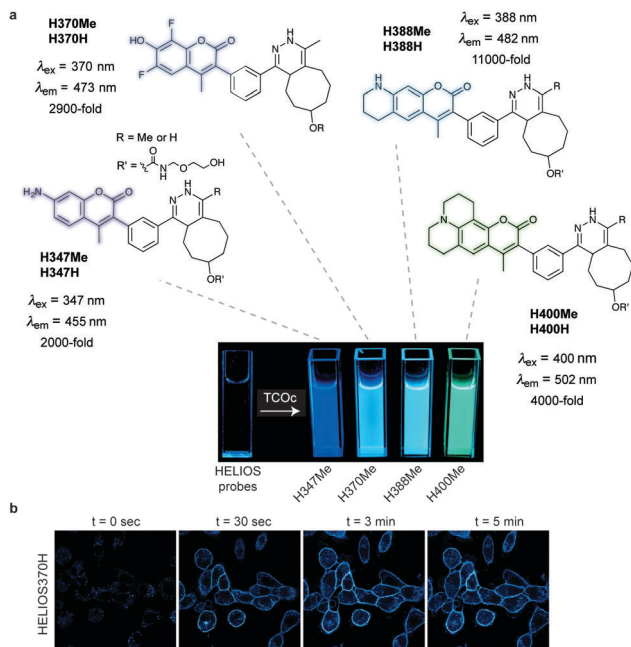 a
H370Me
H370H
λex = 370 nm
λem = 473 nm
2900-fold
HO
F
F
O
O
N
NH
Me
OR
R = Me or H
R' =
O
N
H
O
OH
H388Me
H388H
λex = 388 nm
λem = 482 nm
11000-fold
H
N
O
O
H
N
N
R
OR'
H2N
O
O
H
N
N
R
OR'
H347Me
H347H
λex = 347 nm
λem = 455 nm
2000-fold
N
O
O
H
N
N
R
OR'
H400Me
H400H
λex = 400 nm
λem = 502 nm
4000-fold
TCOc
HELIOS
probes
H347Me
H370Me
H388Me
H400Me
b
t = 0 sec
t = 30 sec
t = 3 min
t = 5 min
HELIOS370H